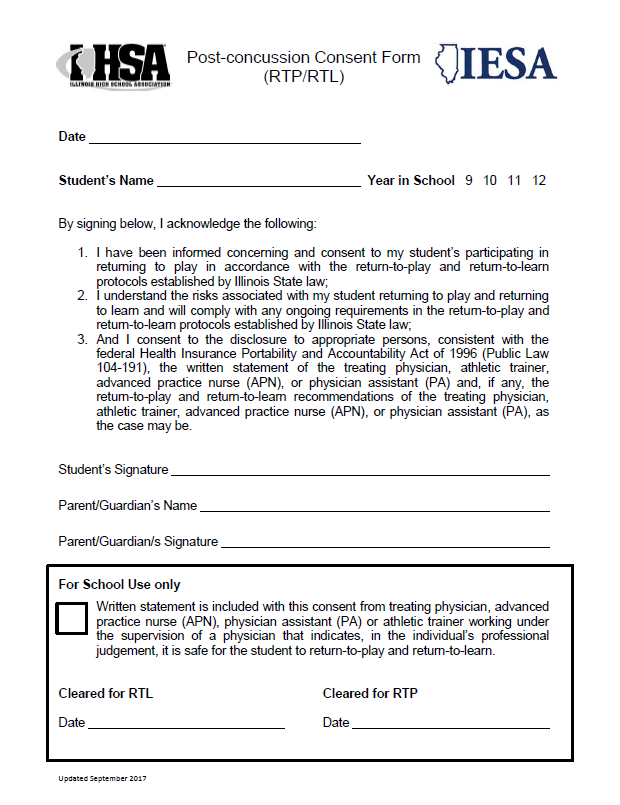 IHSA
ILLINOIS HIGH SCHOOL ASSOCIATION
Post-concussion Consent Form
(RTP/RTL)
IESA
Date
Student’s Name Year in School 9 10 11 12
By signing below, I acknowledge the following:
1. I have been informed concerning and consent to my student’s participating in
returning to play in accordance with the return-to-play and return-to-learn
protocols established by Illinois State law;
2. I understand the risks associated with my student returning to play and returning
to learn and will comply with any ongoing requirements in the return-to-play and
return-to-learn protocols established by Illinois State law;
3. And I consent to the disclosure to appropriate persons, consistent with the
federal Health Insurance Portability and Accountability Act of 1996 (Public Law
104-191), the written statement of the treating physician, athletic trainer,
advanced practice nurse (APN), or physician assistant (PA) and, if any, the
return-to-play and return-to-learn recommendations of the treating physician,
athletic trainer, advanced practice nurse (APN), or physician assistant (PA), as
the case may be.
Student’s Signature
Parent/Guardian’s Name
Parent/Guardian/s Signature
For School Use only
Written statement is included with this consent from treating physician, advanced
practice nurse (APN), physician assistant (PA) or athletic trainer working under
the supervision of a physician that indicates, in the individual’s professional
judgement, it is safe for the student to return-to-play and return-to-learn.
Cleared for RTL Cleared for RTP
Date Date
Updated September 2017